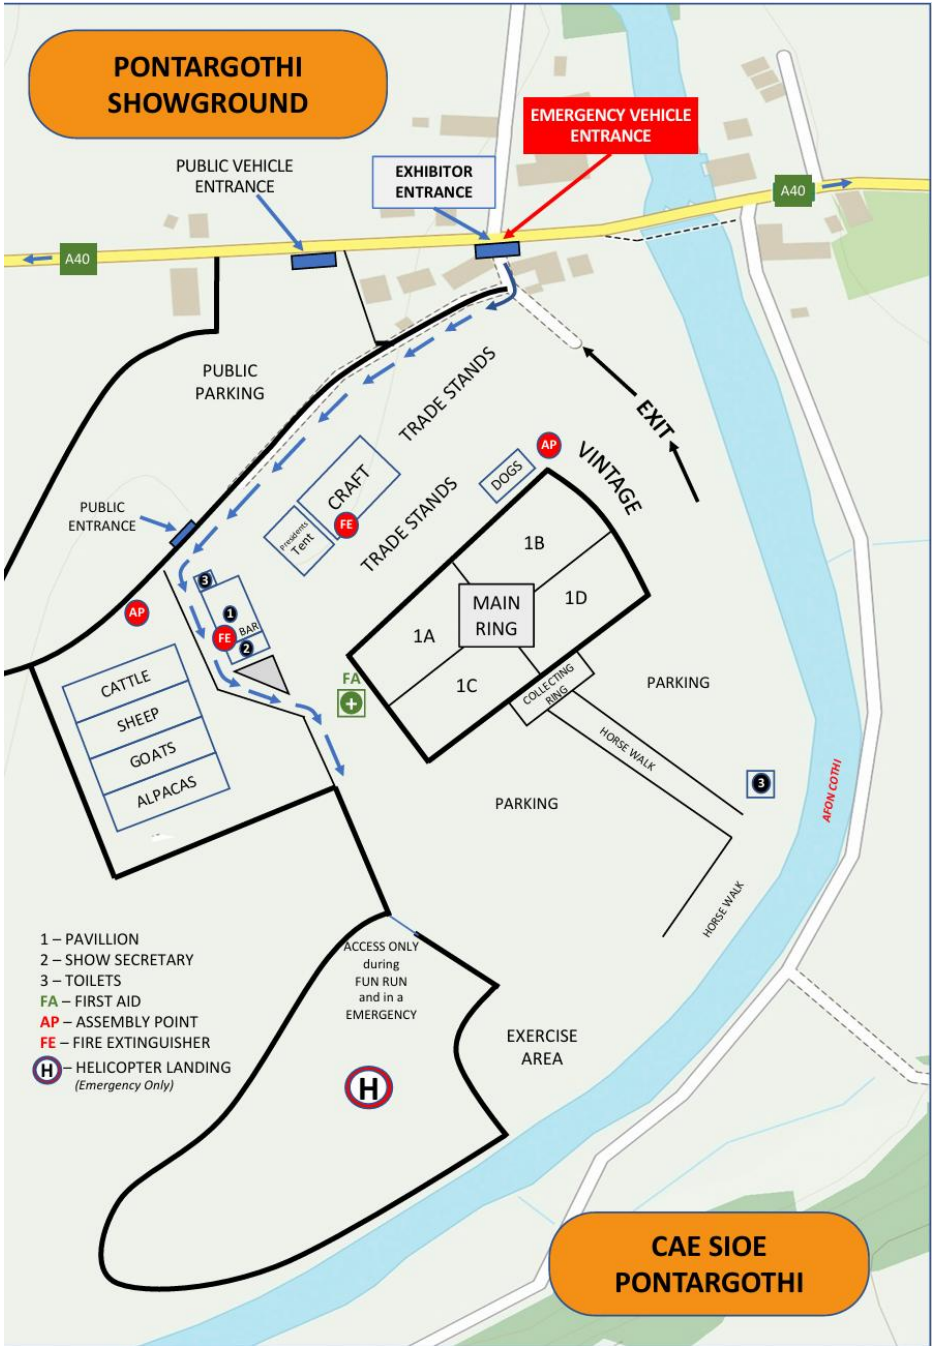 PONTARGOTHI
SHOWGROUND
EMERGENCY VEHICLE
ENTRANCE
PUBLIC VEHICLE
ENTRANCE
EXHIBITOR
ENTRANCE
A40
A40
PUBLIC
PARKING
TRADE STANDS
EXIT
VINTAGE
AP
DOGS
CRAFT
FE
Presidents
Tent
TRADE STANDS
PUBLIC
ENTRANCE
1B
1D
MAIN
RING
1A
1C
3
1
BAR
FE
2
AP
CATTLE
SHEEP
GOATS
ALPACAS
FA
COLLECTING
RING
PARKING
HORSE WALK
3
AFON COTHI
PARKING
HORSE WALK
1 – PAVILLION
2 – SHOW SECRETARY
3 – TOILETS
FA – FIRST AID
AP – ASSEMBLY POINT
FE – FIRE EXTINGUISHER
H – HELICOPTER LANDING
(Emergency Only)
ACCESS ONLY
during
FUN RUN
and in a
EMERGENCY
EXERCISE
AREA
H
CAE SIOE
PONTARGOTHI